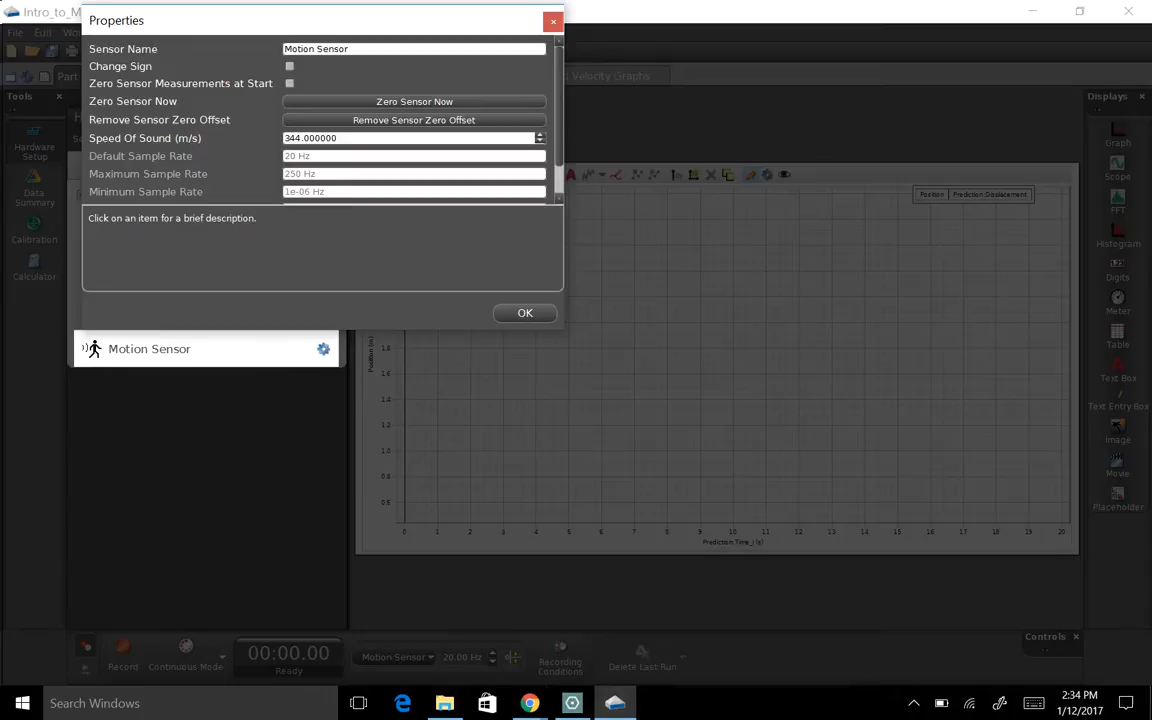 Intro_to_M
Properties
File Edit Wo
Sensor Name Motion Sensor
Change Sign
Zero Sensor Measurements at Start
Zero Sensor Now Zero Sensor Now
Remove Sensor Zero Offset Remove Sensor Zero Offset
Speed Of Sound (m/s) 344.000000
Default Sample Rate 20 Hz
Maximum Sample Rate 250 Hz
Minimum Sample Rate 1e-06 Hz
Click on an item for a brief description.
OK
Part
Velocity Graphs
Tools
Hardware
Setup
Data
Summary
Calibration
Calculator
Motion Sensor
Position Prediction Displacement
Position (m)
1.8
1.6
1.4
1.2
1.0
0.8
0.6
0 1 2 3 4 5 6 7 8 9 10 11 12 13 14 15 16 17 18 19 20
Prediction Time_I (s)
Displays
Graph
Scope
FFT
Histogram
Digits
Meter
Table
Text Box
Text Entry Box
Image
Movie
Placeholder
Controls
Record
Continuous Mode
00:00.00
Ready
Motion Sensor
20.00 Hz
Recording
Conditions
Delete Last Run
Search Windows
2:34 PM
1/12/2017